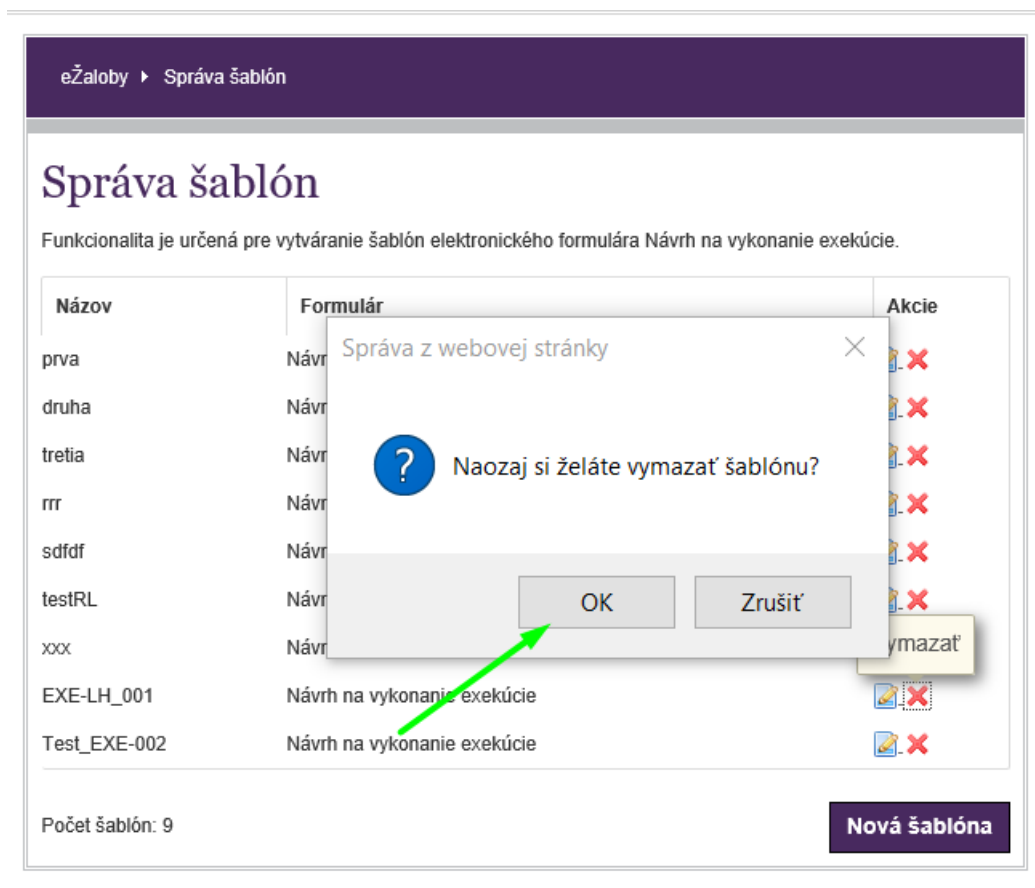 eŽaloby Správa šablón
Správa šablón
Funkcionalita je určená pre vytváranie šablón elektronického formulára Návrh na vykonanie exekúcie.
Názov Formulár Akcie
Správa z webovej stránky
prva Návr
druha Návr
tretia Návr
Naozaj si želáte vymazať šablónu?
rrr Návr
sdfdf Návr
testRL Návr
OK Zrušiť
xxx Návr
ymazať
EXE-LH_001 Návrh na vykonanie exekúcie
Test_EXE-002 Návrh na vykonanie exekúcie
Počet šablón: 9
Nová šablóna